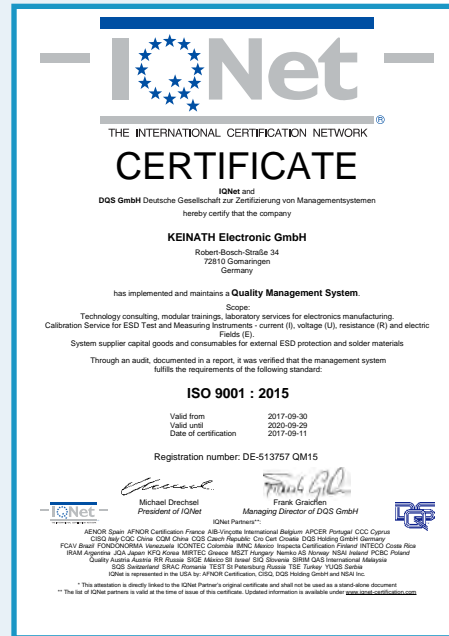 IQNet
®
THE INTERNATIONAL CERTIFICATION NETWORK
CERTIFICATE
IQNet and
DQS GmbH Deutsche Gesellschaft zur Zertifizierung von Managementsystemen
hereby certify that the company
KEINATH Electronic GmbH
Robert-Bosch-Straße 34
72810 Gomaringen
Germany
has implemented and maintains a Quality Management System.
Scope:
Technology consulting, modular trainings, laboratory services for electronics manufacturing.
Calibration Service for ESD Test and Measuring Instruments - current (I), voltage (U), resistance (R) and electric
Fields (E).
System supplier capital goods and consumables for external ESD protection and solder materials
Through an audit, documented in a report, it was verified that the management system
fulfills the requirements of the following standard:
ISO 9001 : 2015
Valid from 2017-09-30
Valid until 2020-09-29
Date of certification 2017-09-11
Registration number: DE-513757 QM15
Michael Drechsel Frank Graichen
President of IQNet Managing Director of DQS GmbH
IQNet
DQS
IQNet Partners**:
AENOR Spain AFNOR Certification France AIB-Vinçotte International Belgium APCER Portugal CCC Cyprus
CISQ Italy CQC China CQM China CQS Czech Republic Cro Cert Croatia DQS Holding GmbH Germany
FCAV Brazil FONDONORMA Venezuela ICONTEC Colombia IMNC Mexico Inspecta Certification Finland INTECO Costa Rice
IRAM Argentina JQA Japan KFQ Korea MIRTEC Greece MSZT Hungary Nemko AS Norway NSAI Ireland PCBC Poland
Quality Austria Austria RR Russia SIGE México SII Israel SIQ Slovenia SIRIM QAS International Malaysia
SQS Switzerland SRAC Romania TEST St Petersburg Russia TSE Turkey YUQS Serbia
IQNet is represented in the USA by: AFNOR Certification, CISQ, DQS Holding GmbH and NSAI Inc.
* This attestation is directly linked to the IQNet Partner's original certificate and shall not be used as a stand-alone document
** The list of IQNet partners is valid at the time of issue of this certificate. Updated information is available under www.iqnet-certification.com